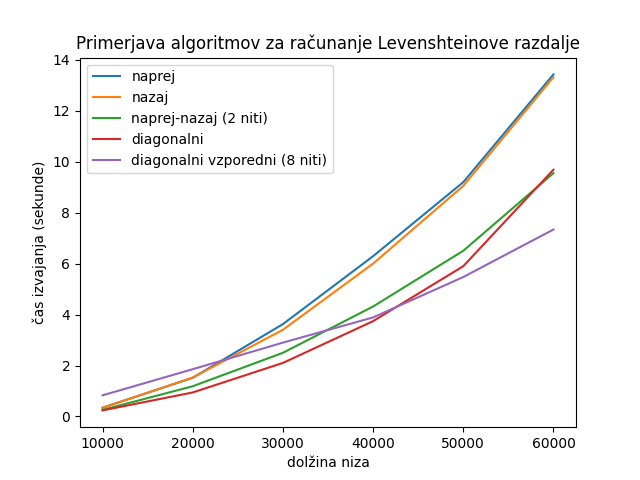 Primerjava algoritmov za računanje Levenshteinove razdalje
naprej
nazaj
naprej-nazaj (2 niti)
diagonalni
diagonalni vzporedni (8 niti)
čas izvajanja (sekunde)
14
12
10
8
6
4
2
0
10000 20000 30000 40000 50000 60000
dolžina niza